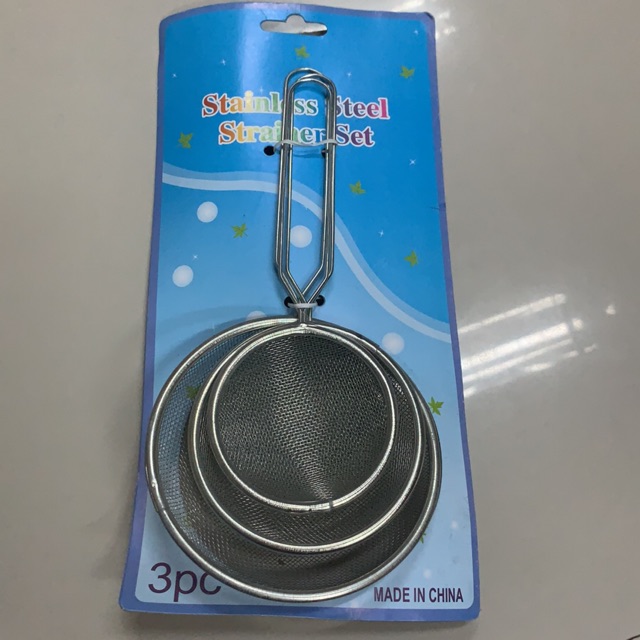 Stainless Steel
Strainer Set
3pc
MADE IN CHINA